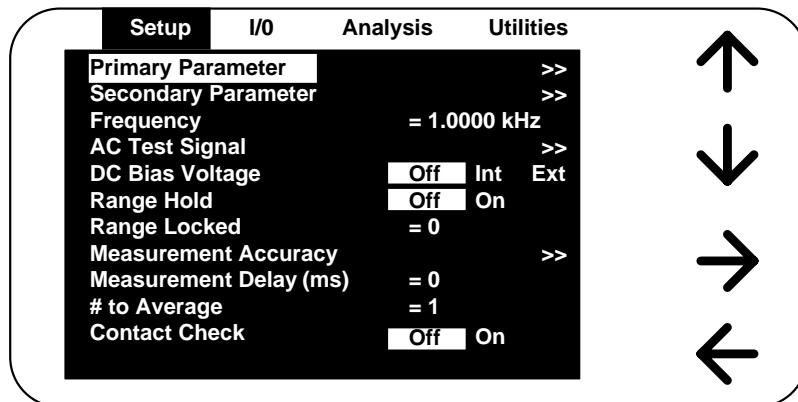 Setup I/0 Analysis Utilities
Primary Parameter >>
Secondary Parameter >>
Frequency = 1.0000 kHz
AC Test Signal >>
DC Bias Voltage Off Int Ext
Range Hold Off On
Range Locked = 0
Measurement Accuracy >>
Measurement Delay (ms) = 0
# to Average = 1
Contact Check Off On